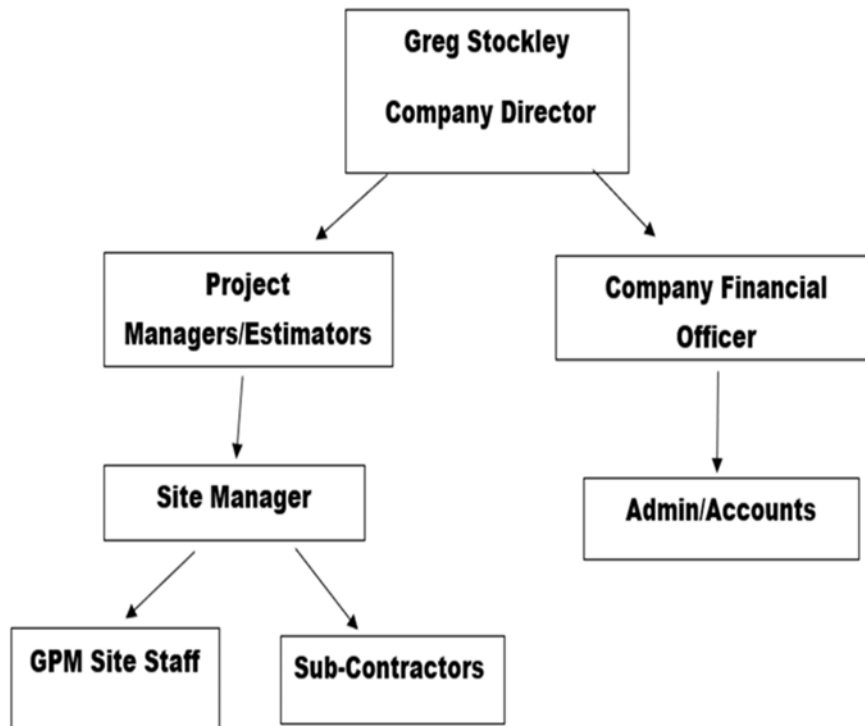 Greg Stockley
Company Director
Project
Managers/Estimators
Company Financial
Officer
Site Manager
Admin/Accounts
GPM Site Staff
Sub-Contractors